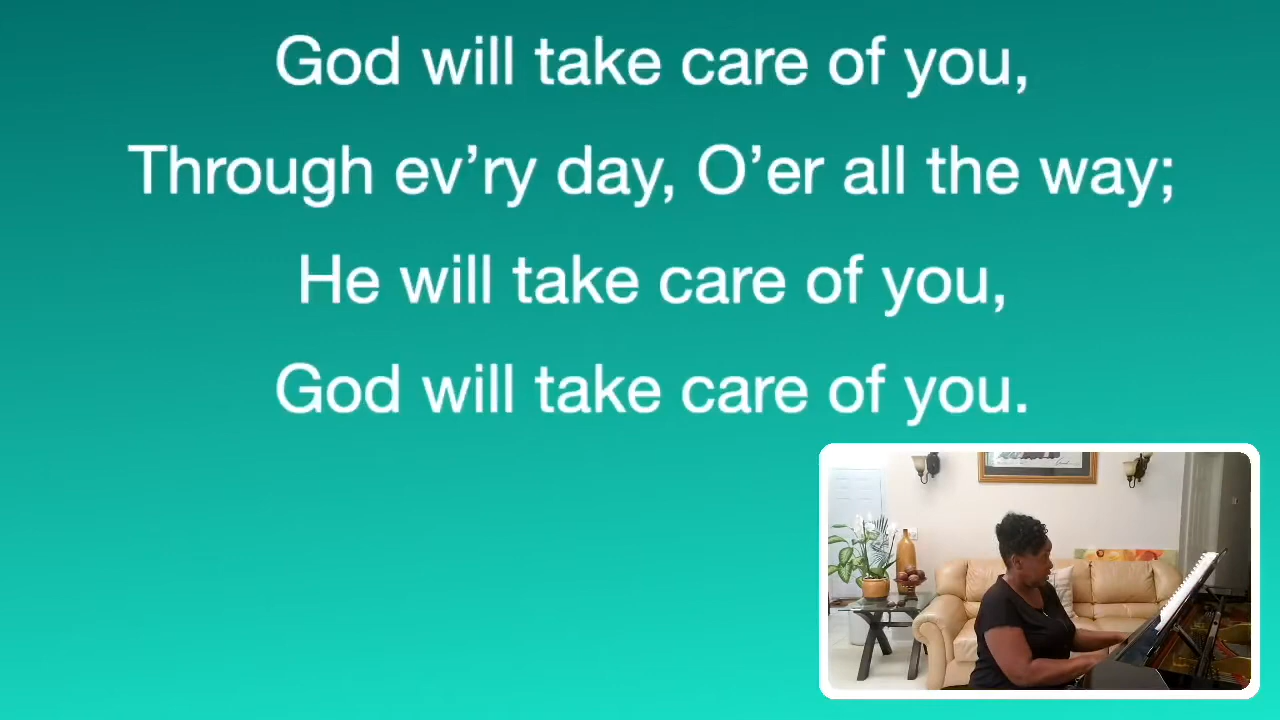 God will take care of you,
Through ev’ry day, O’er all the way;
He will take care of you,
God will take care of you.